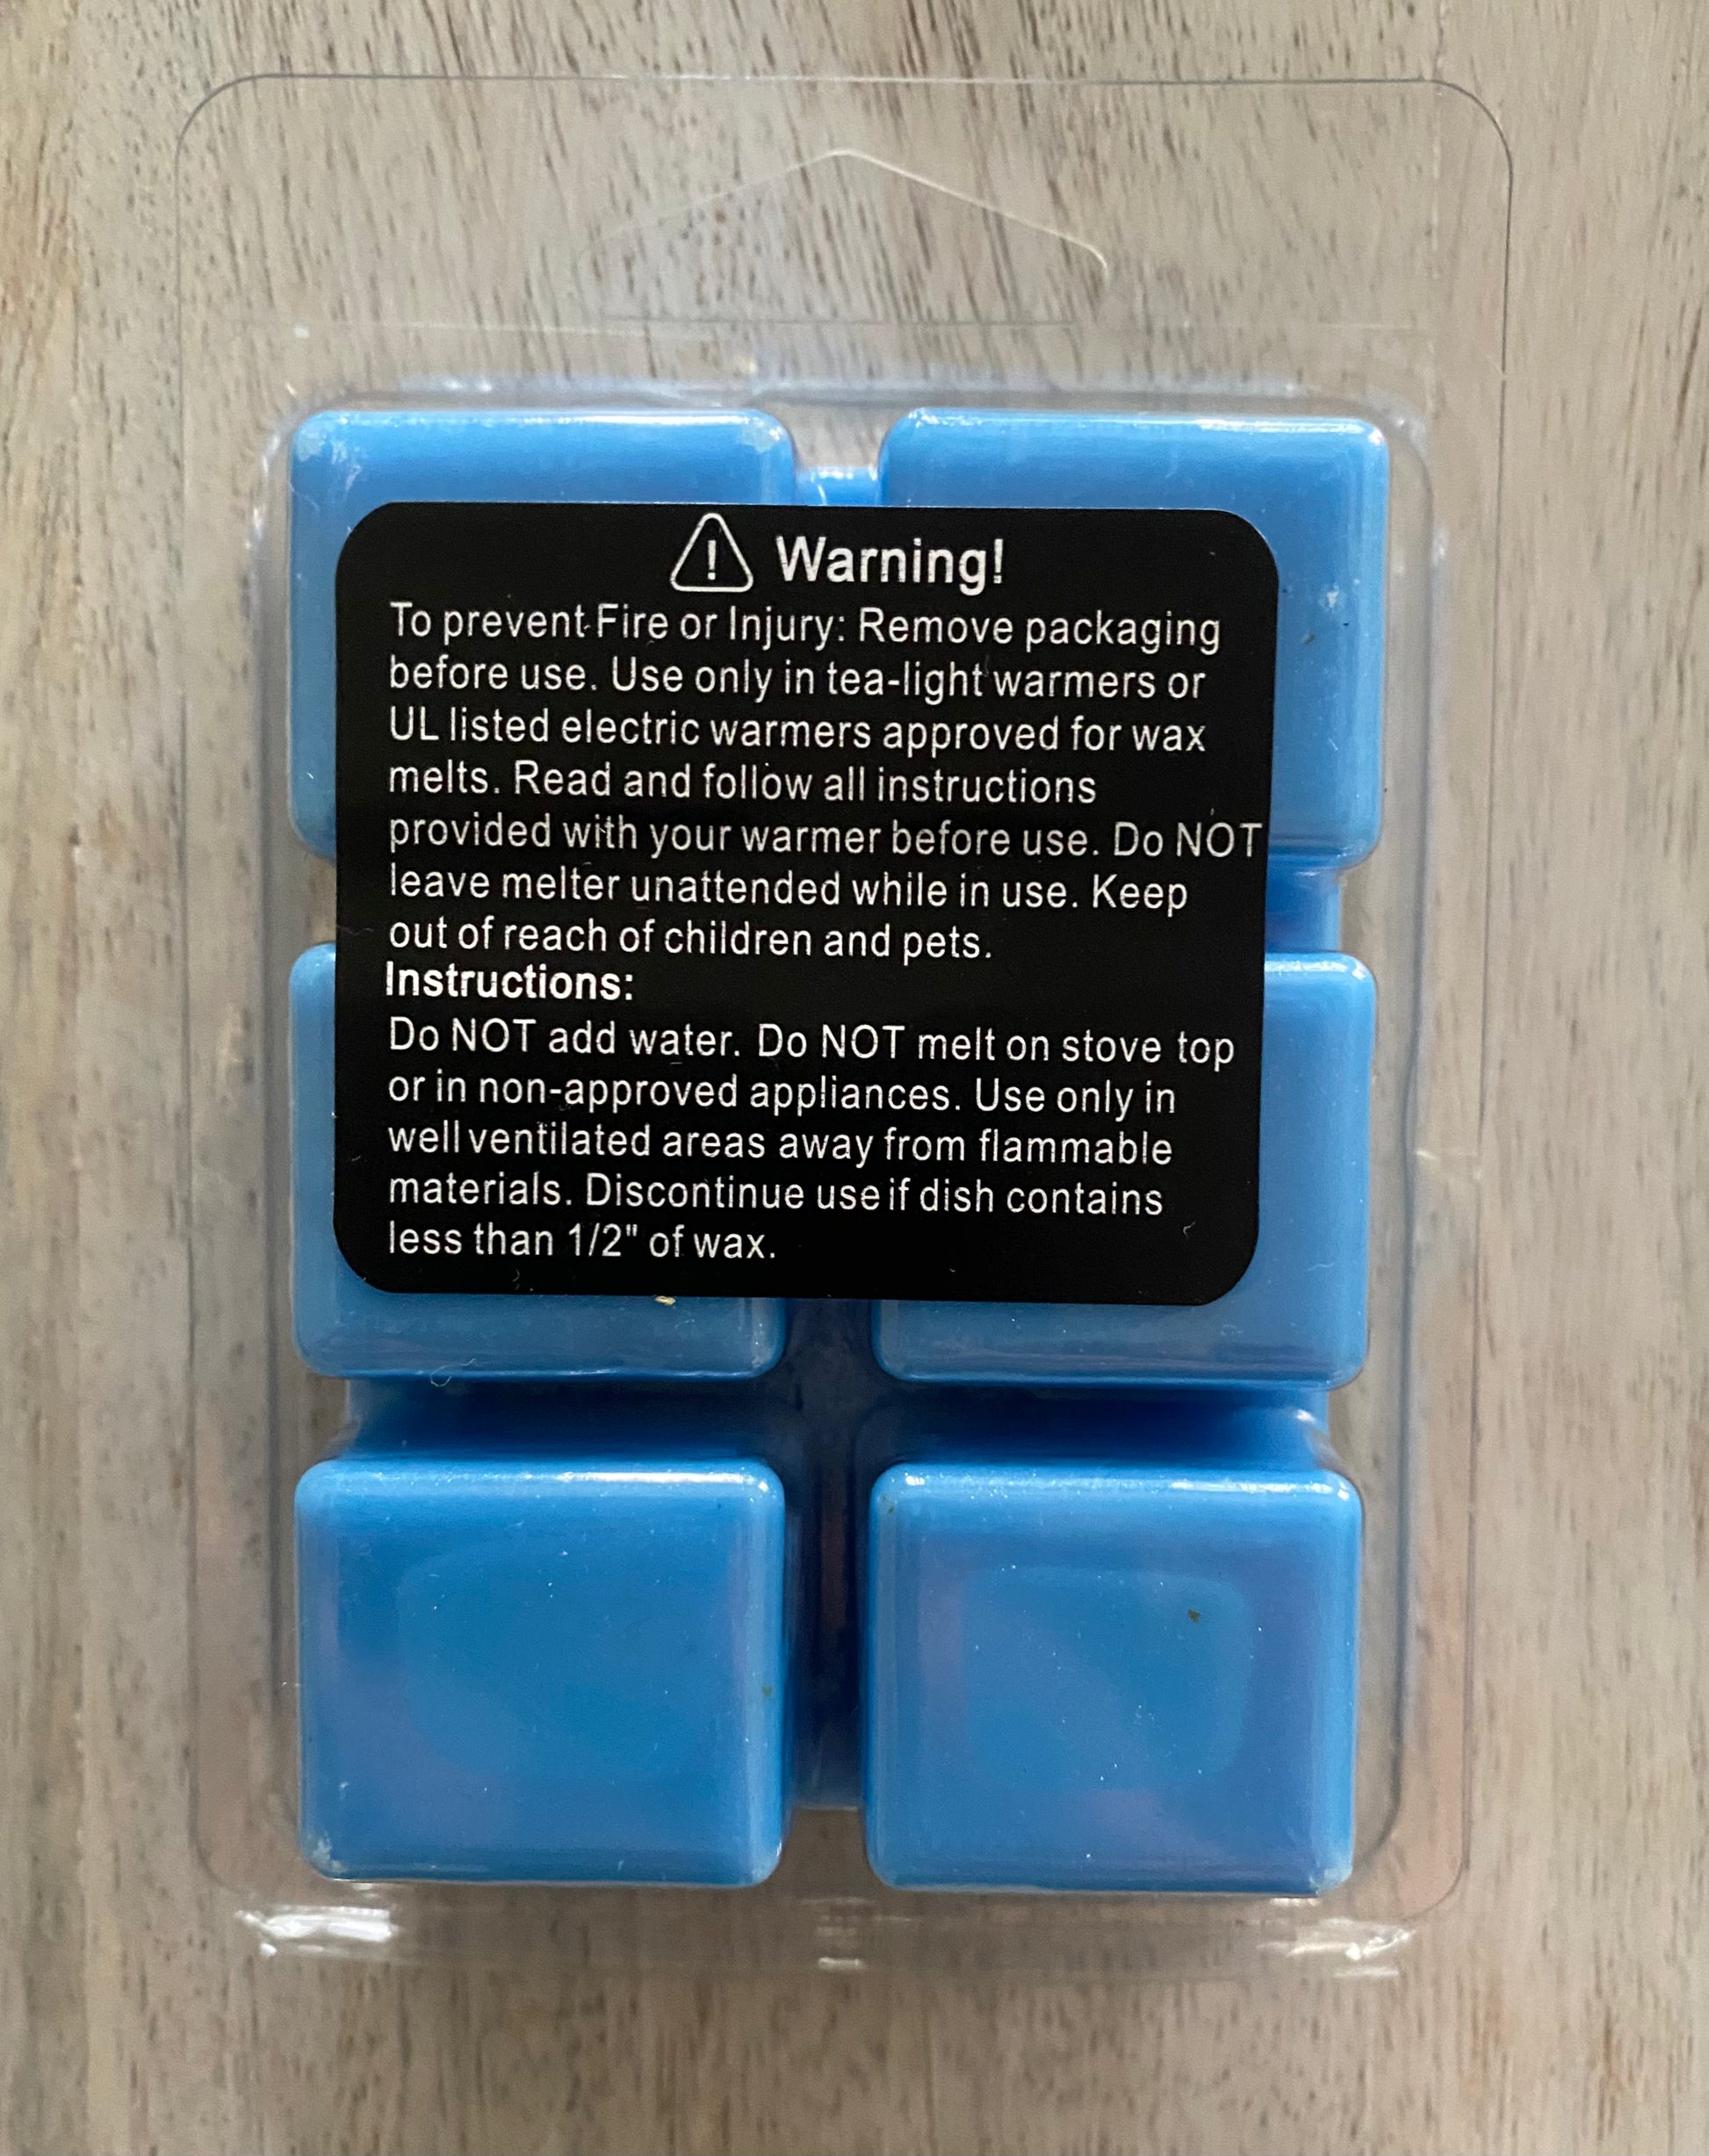 Warning!
To prevent Fire or Injury: Remove packaging
before use. Use only in tea-light warmers or
UL listed electric warmers approved for wax
melts. Read and follow all instructions
provided with your warmer before use. Do NOT
leave melter unattended while in use. Keep
out of reach of children and pets.
Instructions:
Do NOT add water. Do NOT melt on stove top
or in non-approved appliances. Use only in
well ventilated areas away from flammable
materials. Discontinue use if dish contains
less than 1/2" of wax.